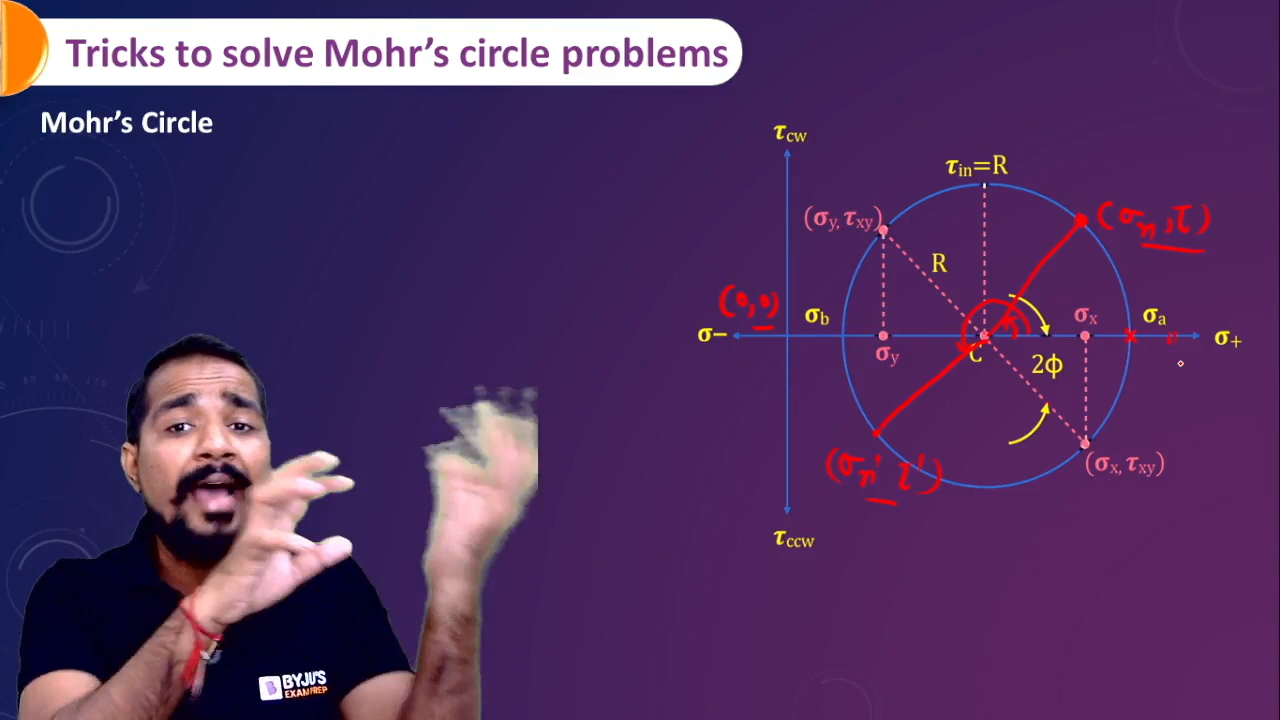 Tricks to solve Mohr's circle problems
Mohr's Circle
τcw
τin=R
(σy, τxy)
(σn, τ)
R
(0,0)
σb
σx
σa
σ−
σ+
σy
C
2ϕ
(σn' τ')
(σx, τxy)
τccw
BYJU'S
EXAM PREP